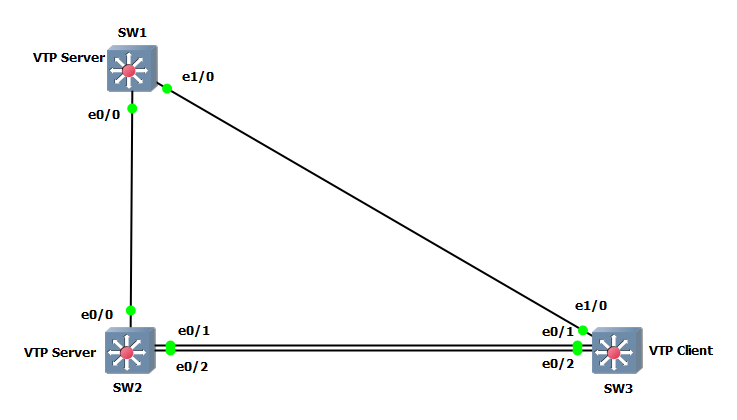 SW1
VTP Server
e1/0
e0/0
e1/0
e0/0
e0/1
e0/1
VTP Server
VTP Client
e0/2
e0/2
SW2
SW3